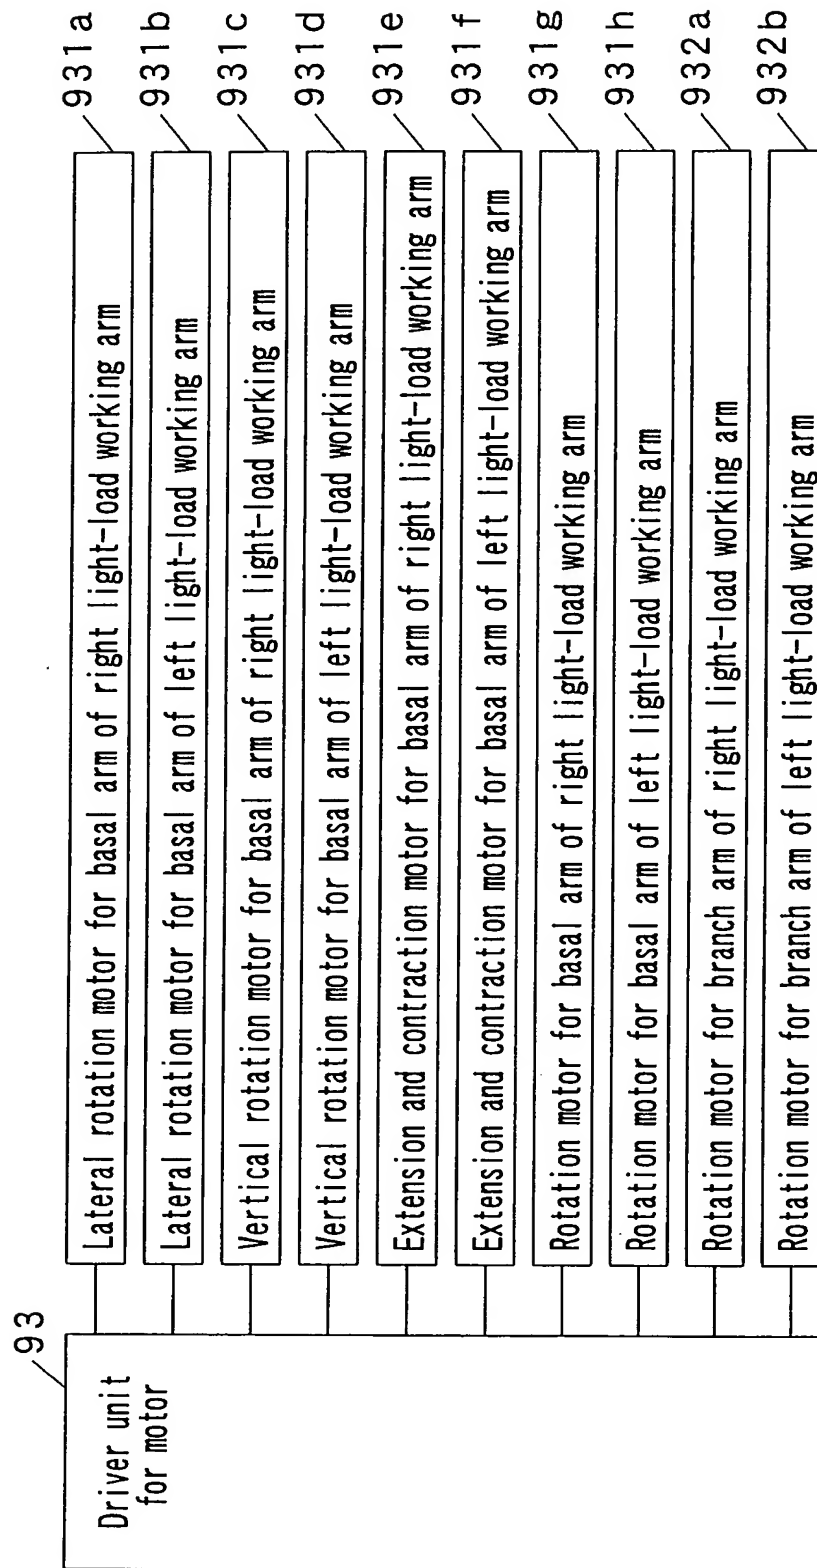 93
Driver unit
for motor
Lateral rotation motor for basal arm of right light-load working arm
931a
Lateral rotation motor for basal arm of left light-load working arm
931b
Vertical rotation motor for basal arm of right light-load working arm
931c
Vertical rotation motor for basal arm of left light-load working arm
931d
Extension and contraction motor for basal arm of right light-load working arm
931e
Extension and contraction motor for basal arm of left light-load working arm
931f
Rotation motor for basal arm of right light-load working arm
931g
Rotation motor for basal arm of left light-load working arm
931h
Rotation motor for branch arm of right light-load working arm
932a
Rotation motor for branch arm of left light-load working arm
932b